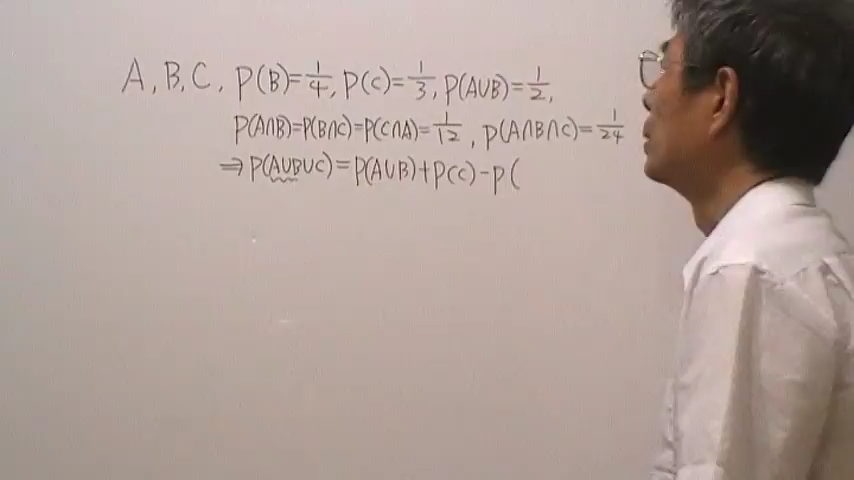 A, B, C, P(B)=1/4, P(C)=1/3, P(A∪B)=1/2,
P(A∩B)=P(B∩C)=P(C∩A)=1/12, P(A∩B∩C)=1/24
⇒P(A∪B∪C)=P(A∪B)+P(C)-P(